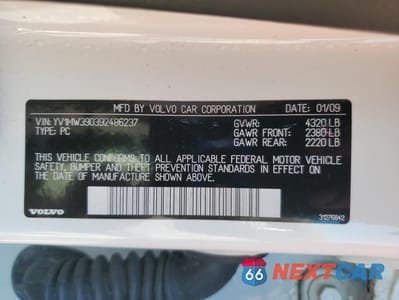 MFD BY VOLVO CAR CORPORATION DATE: 01/09
VIN: YV1MW390392486237 GVWR: 4320 LB
TYPE: PC GAWR FRONT: 2380 LB
GAWR REAR: 2220 LB
THIS VEHICLE CONFORMS TO ALL APPLICABLE FEDERAL MOTOR VEHICLE
SAFETY, BUMPER, AND THEFT PREVENTION STANDARDS IN EFFECT
ON THE DATE OF MANUFACTURE SHOWN ABOVE.
VOLVO 31276942
66 NEXTCAR